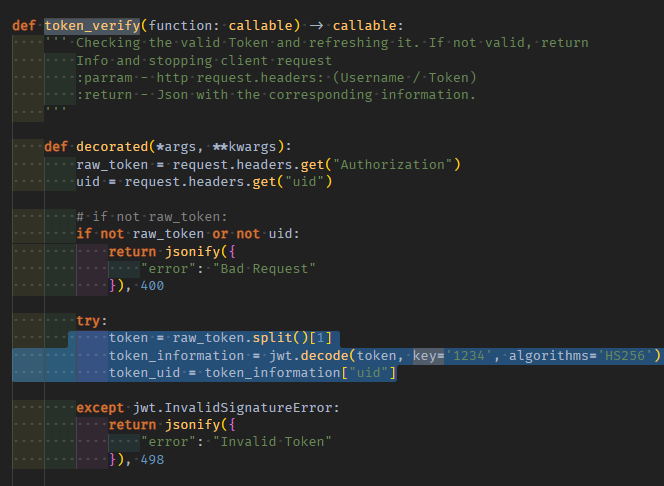 def token_verify(function: callable) -> callable:
    ''' Checking the valid Token and refreshing it. If not valid, return
        Info and stopping client request
        :parram - http request.headers: (Username / Token)
        :return - Json with the corresponding information.
    '''
    def decorated(*args, **kwargs):
        raw_token = request.headers.get("Authorization")
        uid = request.headers.get("uid")
        # if not raw_token:
        if not raw_token or not uid:
            return jsonify({
                "error": "Bad Request"
            }), 400
        try:
            token = raw_token.split()[1]
            token_information = jwt.decode(token, key='1234', algorithms='HS256')
            token_uid = token_information["uid"]
        except jwt.InvalidSignatureError:
            return jsonify({
                "error": "Invalid Token"
            }), 498